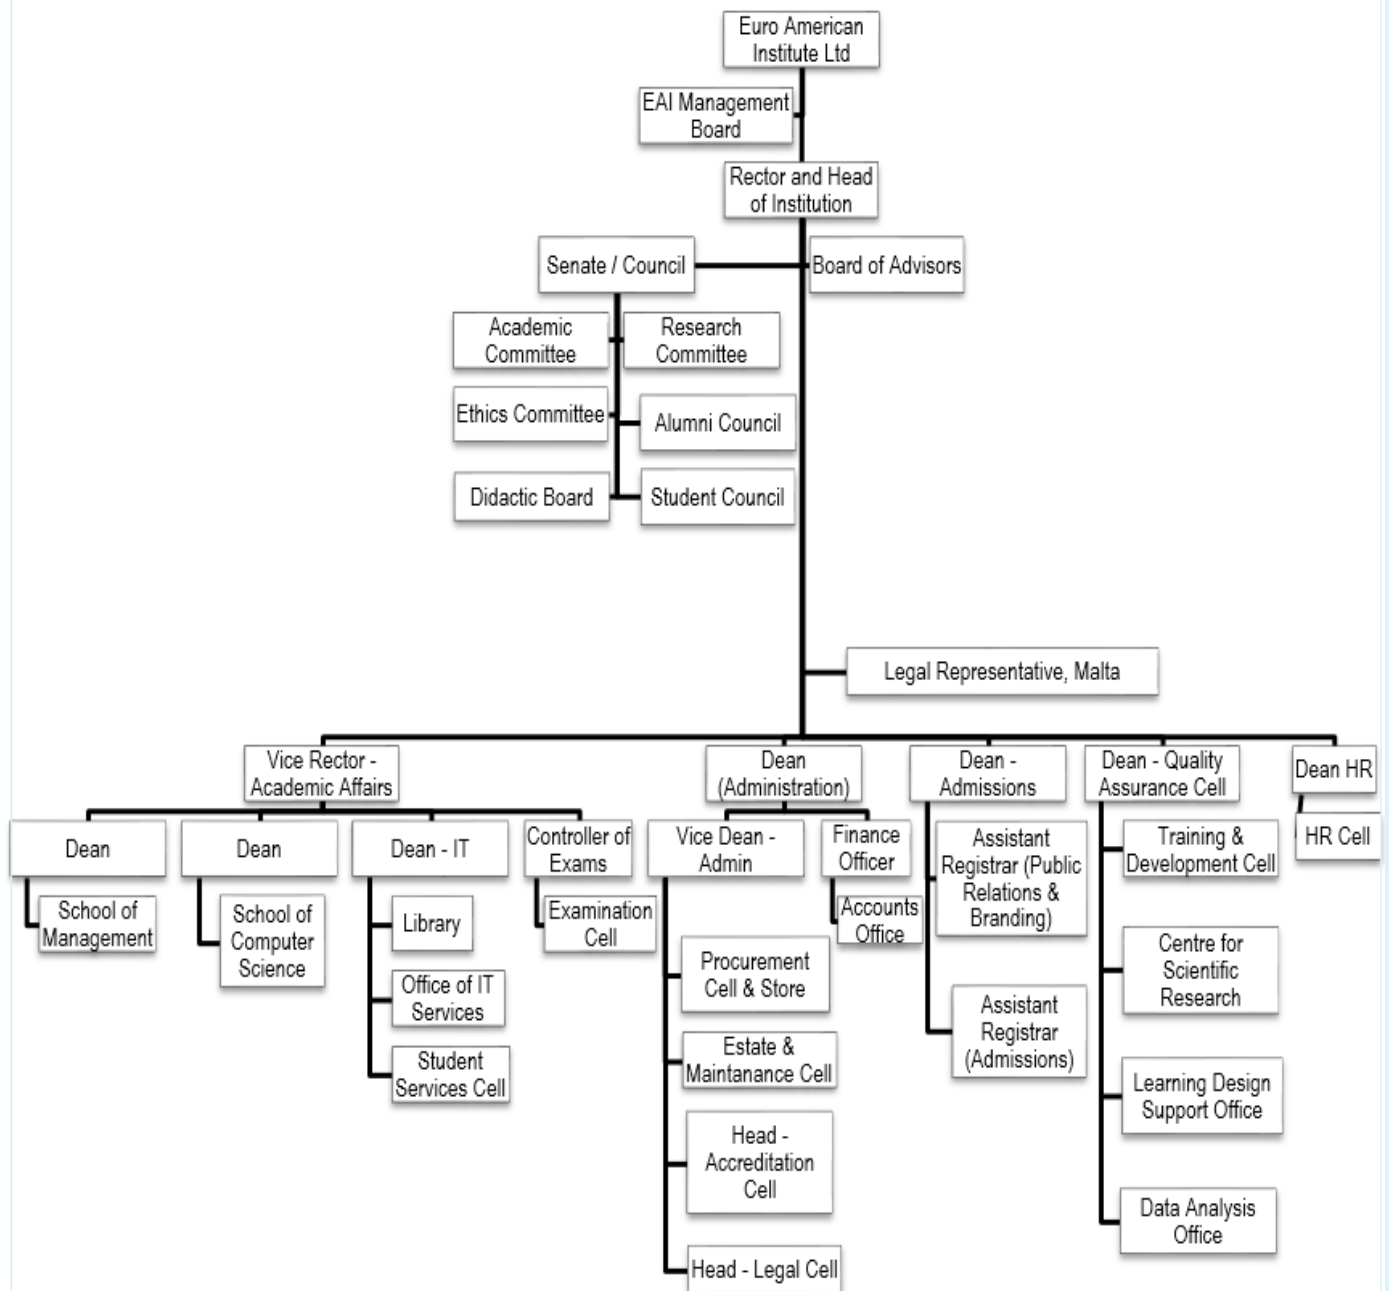 Euro American
Institute Ltd
EAI Management
Board
Rector and Head
of Institution
Senate / Council
Board of Advisors
Academic
Committee
Research
Committee
Ethics Committee
Alumni Council
Didactic Board
Student Council
Legal Representative, Malta
Vice Rector -
Academic Affairs
Dean
(Administration)
Dean -
Admissions
Dean - Quality
Assurance Cell
Dean HR
Dean
Dean
Dean - IT
Controller of
Exams
Vice Dean -
Admin
Finance
Officer
Assistant
Registrar (Public
Relations &
Branding)
Training &
Development Cell
HR Cell
School of
Management
School of
Computer
Science
Library
Examination
Cell
Accounts
Office
Procurement
Cell & Store
Centre for
Scientific
Research
Office of IT
Services
Assistant
Registrar
(Admissions)
Student
Services Cell
Estate &
Maintanance Cell
Learning Design
Support Office
Head -
Accreditation
Cell
Data Analysis
Office
Head - Legal Cell